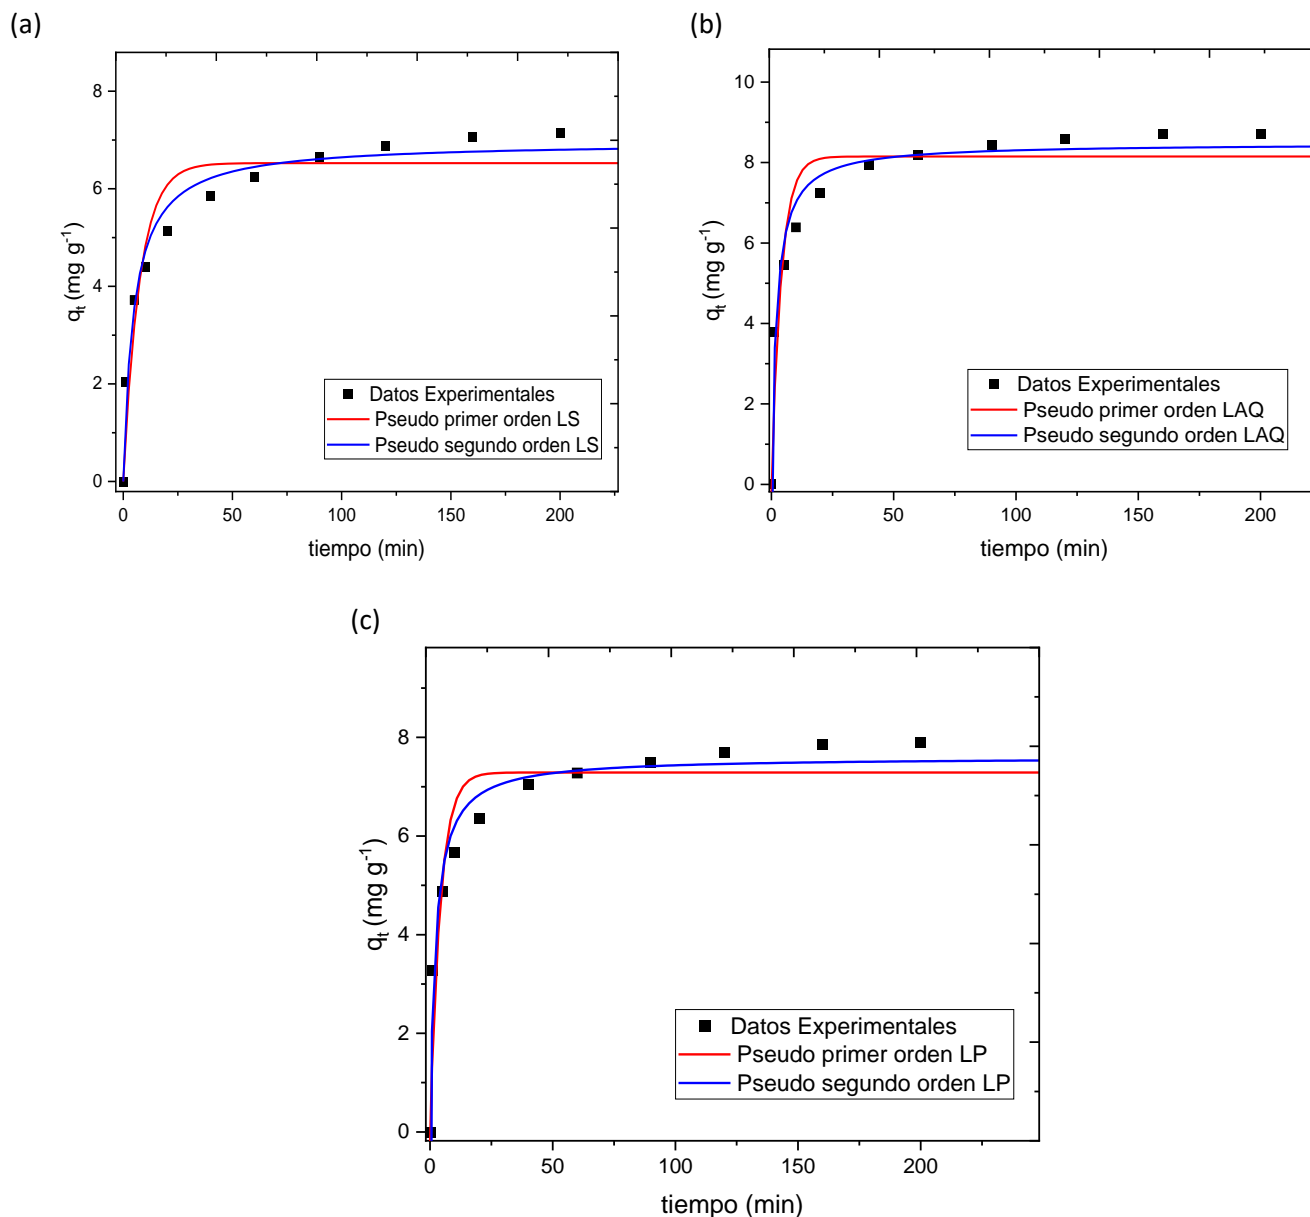 (a)
8
6
4
2
0
qt (mg g-1)
0 50 100 150 200
tiempo (min)
Datos Experimentales
Pseudo primer orden LS
Pseudo segundo orden LS
(b)
10
8
6
4
2
0
qt (mg g-1)
0 50 100 150 200
tiempo (min)
Datos Experimentales
Pseudo primer orden LAQ
Pseudo segundo orden LAQ
(c)
8
6
4
2
0
qt (mg g-1)
0 50 100 150 200
tiempo (min)
Datos Experimentales
Pseudo primer orden LP
Pseudo segundo orden LP